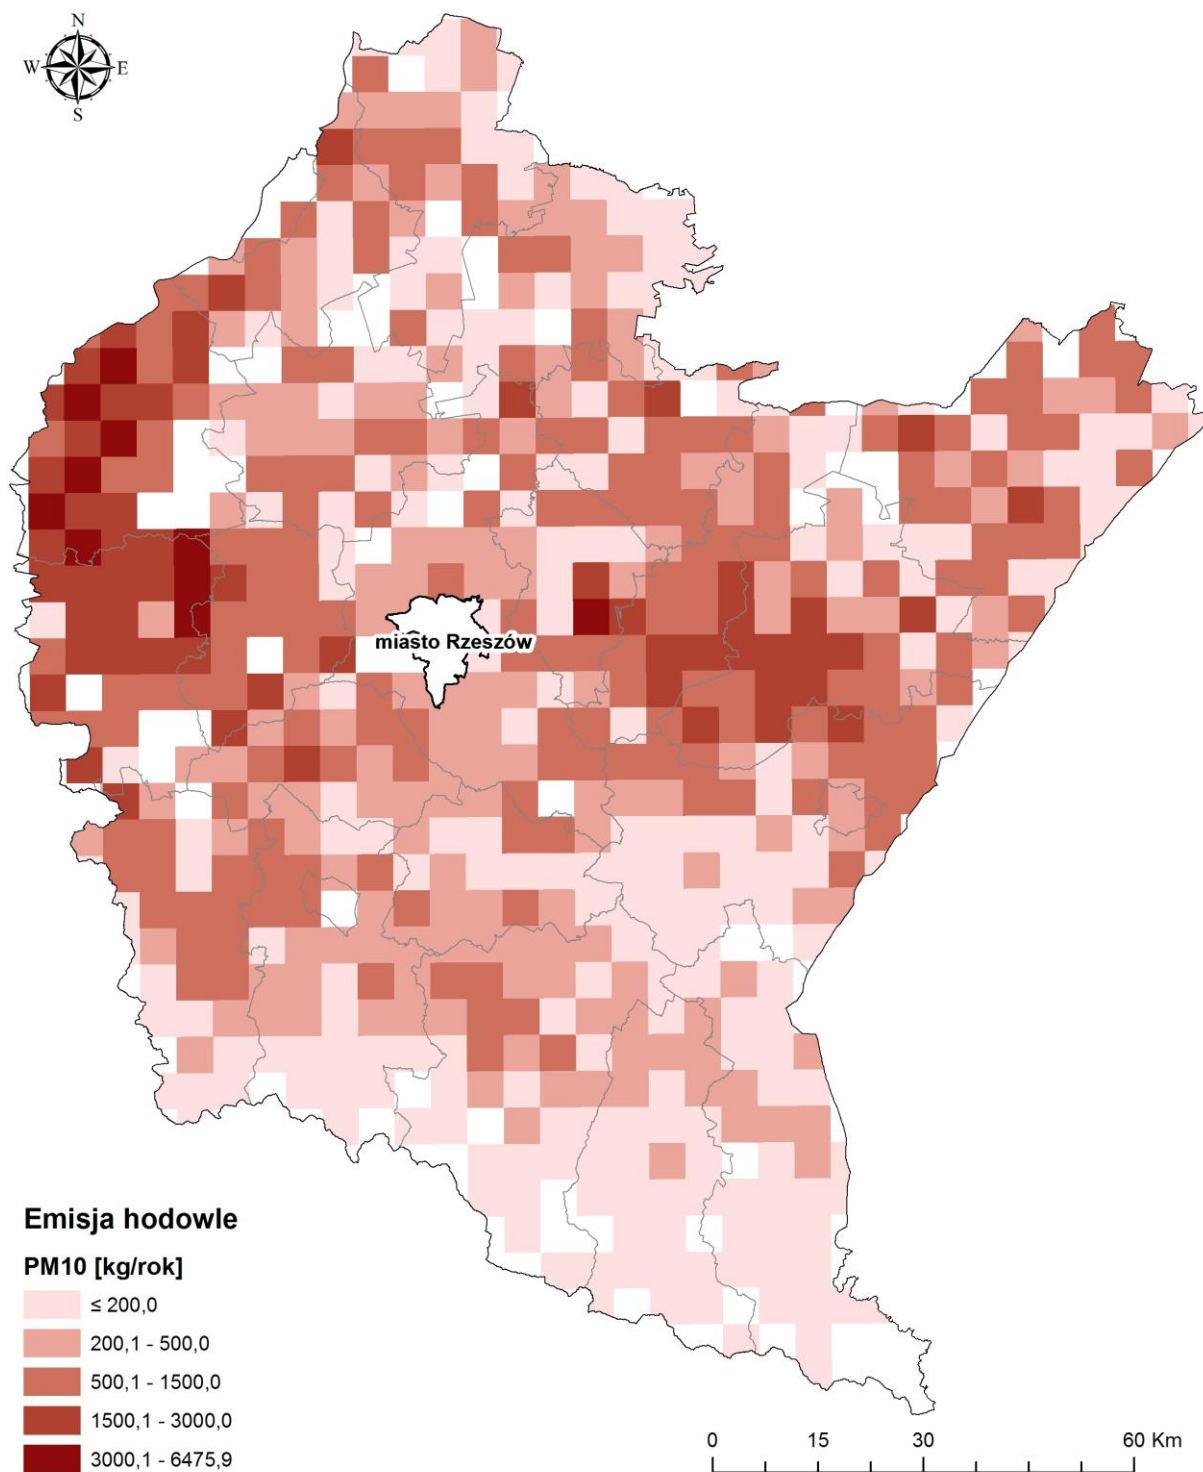 N
W E
S
miasto Rzeszów
Emisja hodowle
PM10 [kg/rok]
≤ 200,0
200,1 - 500,0
500,1 - 1500,0
1500,1 - 3000,0
3000,1 - 6475,9
0 15 30 60 Km